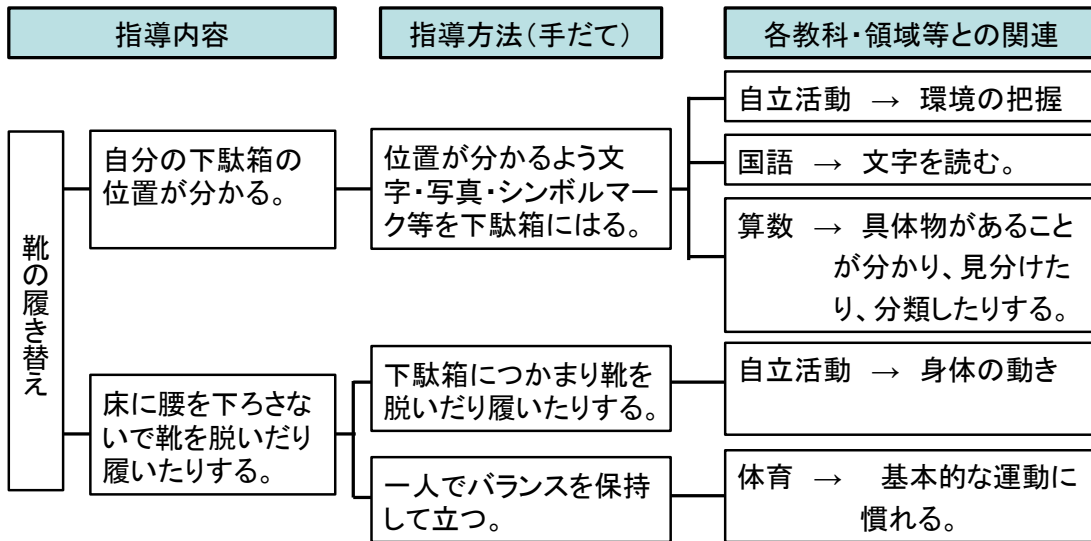 指導内容
指導方法(手だて)
各教科・領域等との関連
靴の履き替え
自分の下駄箱の
位置が分かる。
位置が分かるよう文
字・写真・シンボルマー
ク等を下駄箱にはる。
自立活動 → 環境の把握
国語 → 文字を読む。
算数 → 具体物があること
が分かり、見分けた
り、分類したりする。
床に腰を下ろさな
いで靴を脱いだり
履いたりする。
下駄箱につかまり靴を
脱いだり履いたりする。
自立活動 → 身体の動き
一人でバランスを保持
して立つ。
体育 → 基本的な運動に
慣れる。